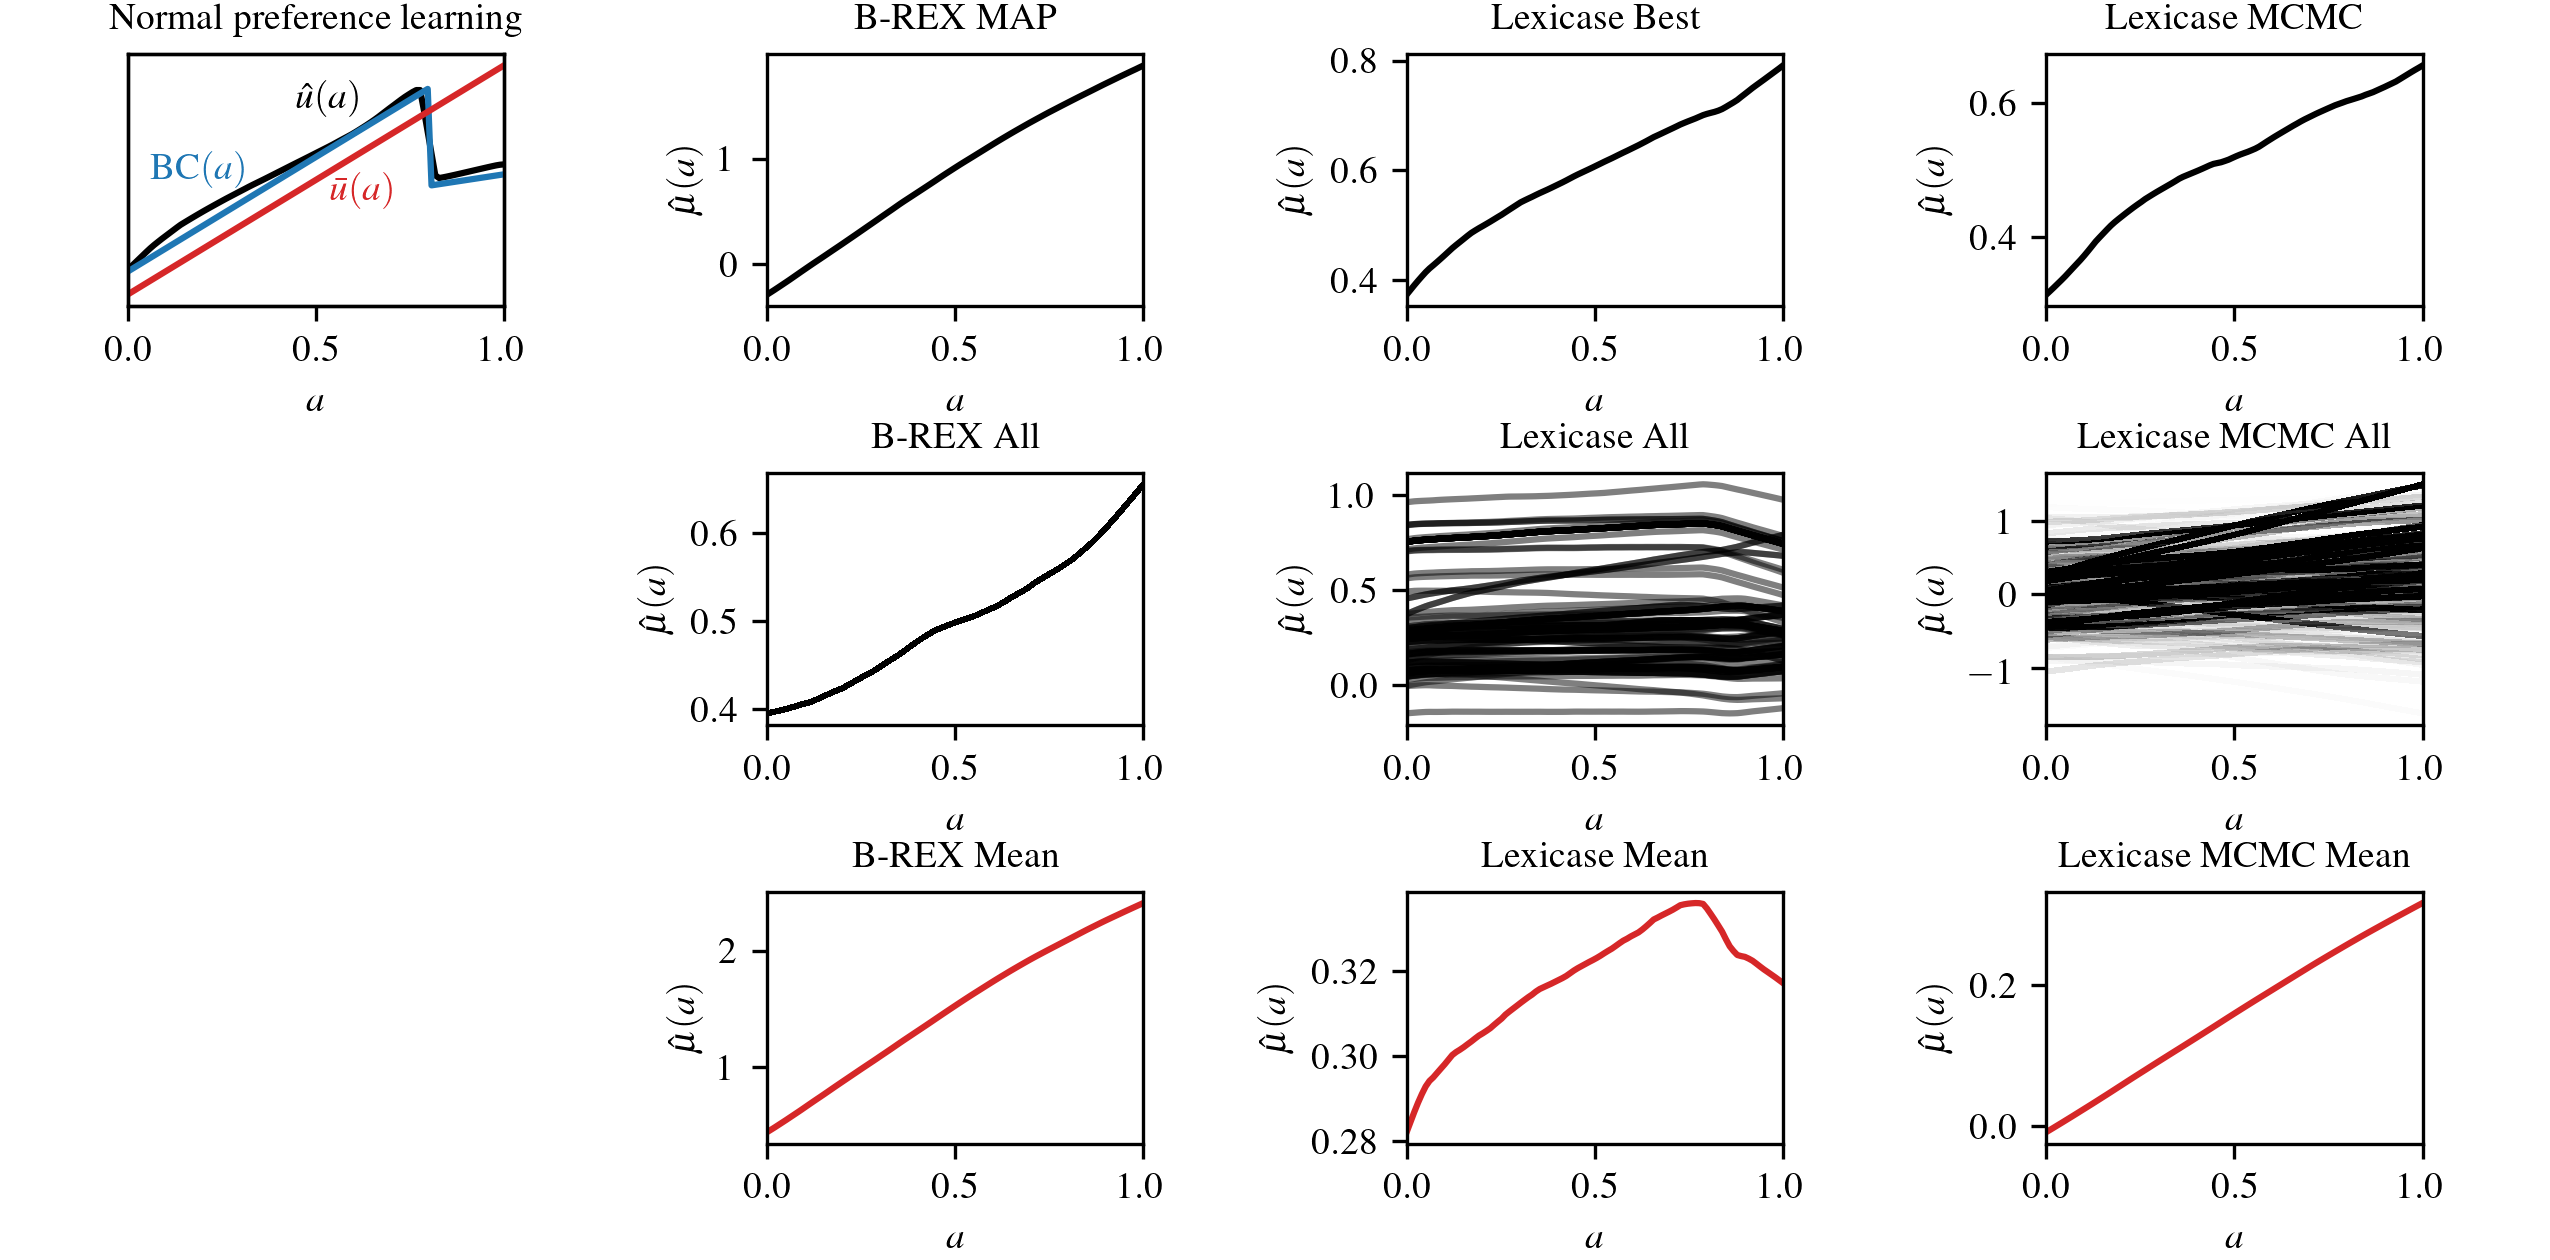 Normal preference learning
û(a)
BC(a)
ū(a)
0.0 0.5 1.0
a
B-REX MAP
μ̂(a)
1
0
0.0 0.5 1.0
a
Lexicase Best
μ̂(a)
0.8
0.6
0.4
0.0 0.5 1.0
a
Lexicase MCMC
μ̂(a)
0.6
0.4
0.0 0.5 1.0
a
B-REX All
μ̂(a)
0.6
0.5
0.4
0.0 0.5 1.0
a
Lexicase All
μ̂(a)
1.0
0.5
0.0
0.0 0.5 1.0
a
Lexicase MCMC All
μ̂(a)
1
0
−1
0.0 0.5 1.0
a
B-REX Mean
μ̂(a)
2
1
0.0 0.5 1.0
a
Lexicase Mean
μ̂(a)
0.32
0.30
0.28
0.0 0.5 1.0
a
Lexicase MCMC Mean
μ̂(a)
0.2
0.0
0.0 0.5 1.0
a